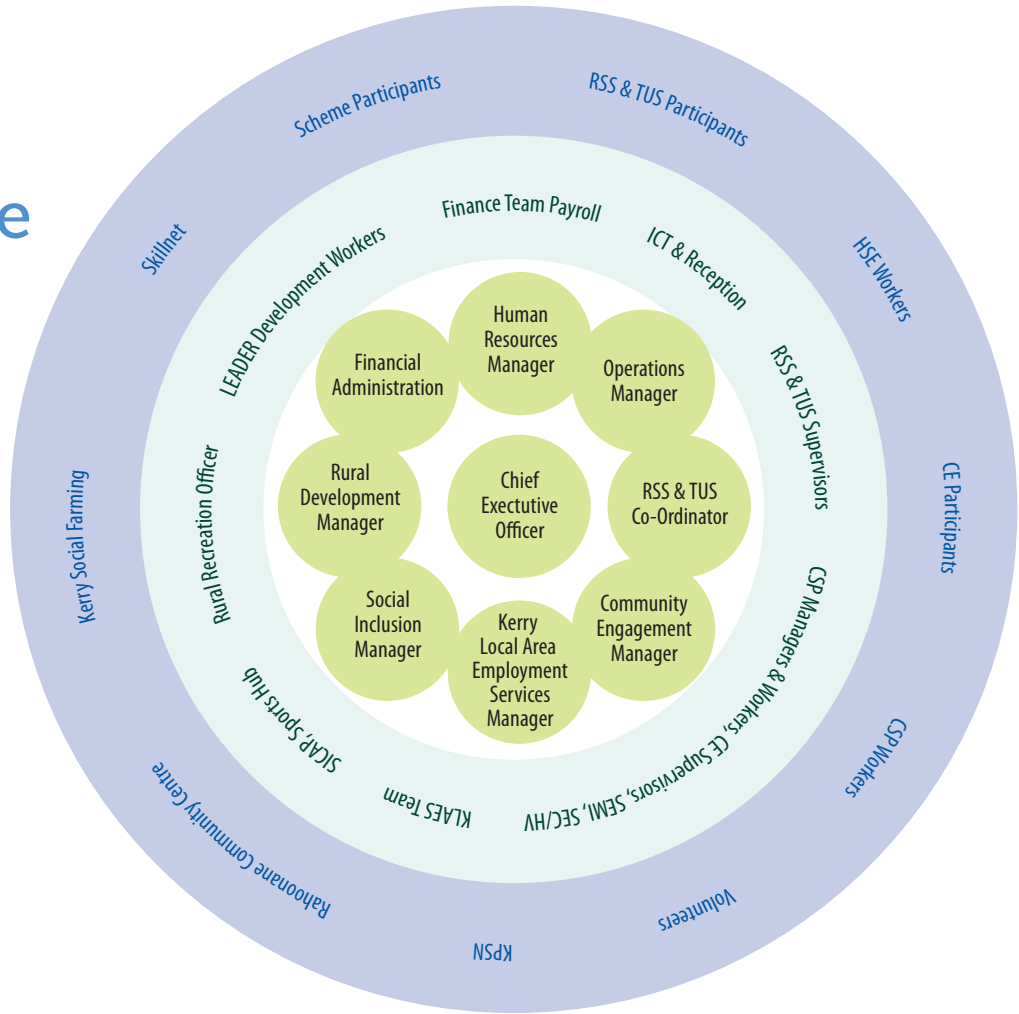 e
Scheme Participants
RSS & TUS Participants
HSE Workers
CE Participants
CSP Workers
Volunteers
KPSN
Rahoonane Community Centre
Kerry Social Farming
Skillnet
Finance Team Payroll
ICT & Reception
RSS & TUS Supervisors
CSP Managers & Workers, CE Supervisors, SEMI, SEC/HV
KLAES Team
SICAP, Sports Hub
Rural Recreation Officer
LEADER Development Workers
Human
Resources
Manager
Operations
Manager
RSS & TUS
Co-Ordinator
Community
Engagement
Manager
Kerry
Local Area
Employment
Services
Manager
Social
Inclusion
Manager
Rural
Development
Manager
Financial
Administration
Chief
Exectutive
Officer